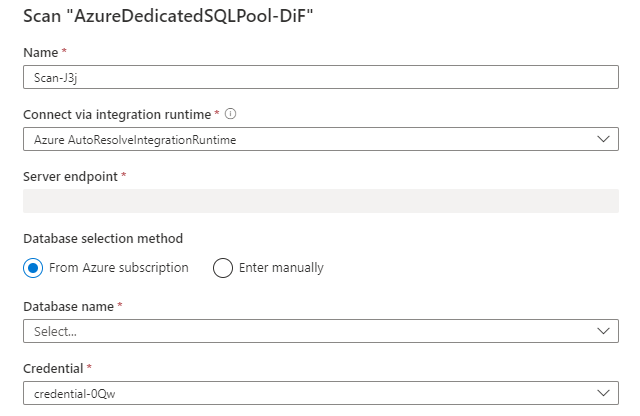 Scan "AzureDedicatedSQLPool-DiF"
Name *
Scan-J3j
Connect via integration runtime *
Azure AutoResolveIntegrationRuntime
Server endpoint *
Database selection method
From Azure subscription Enter manually
Database name *
Select...
Credential *
credential-0Qw